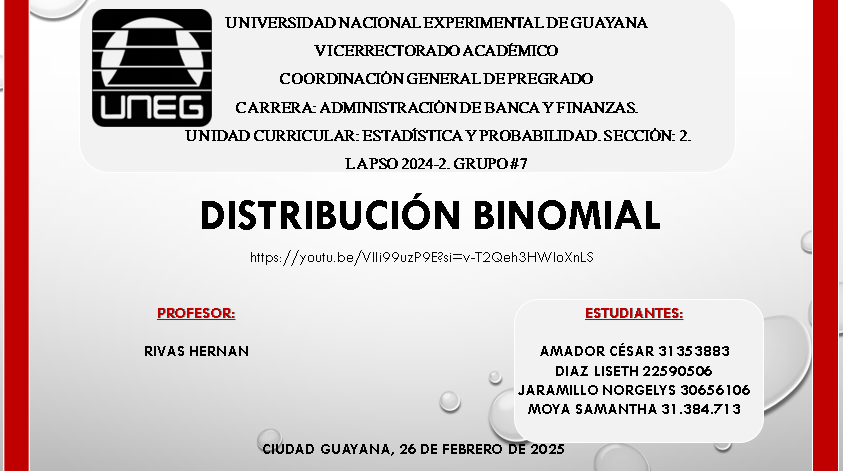 UNEG
UNIVERSIDAD NACIONAL EXPERIMENTAL DE GUAYANA
VICERRECTORADO ACADÉMICO
COORDINACIÓN GENERAL DE PREGRADO
CARRERA: ADMINISTRACIÓN DE BANCA Y FINANZAS.
UNIDAD CURRICULAR: ESTADÍSTICA Y PROBABILIDAD. SECCIÓN: 2.
LAPSO 2024-2. GRUPO #7
DISTRIBUCIÓN BINOMIAL
https://youtu.be/VIIi99uzP9E?si=v-T2Qeh3HWIoXnLS
PROFESOR:
RIVAS HERNAN
ESTUDIANTES:
AMADOR CÉSAR 31353883
DIAZ LISETH 22590506
JARAMILLO NORGELYS 30656106
MOYA SAMANTHA 31.384.713
CIUDAD GUAYANA, 26 DE FEBRERO DE 2025